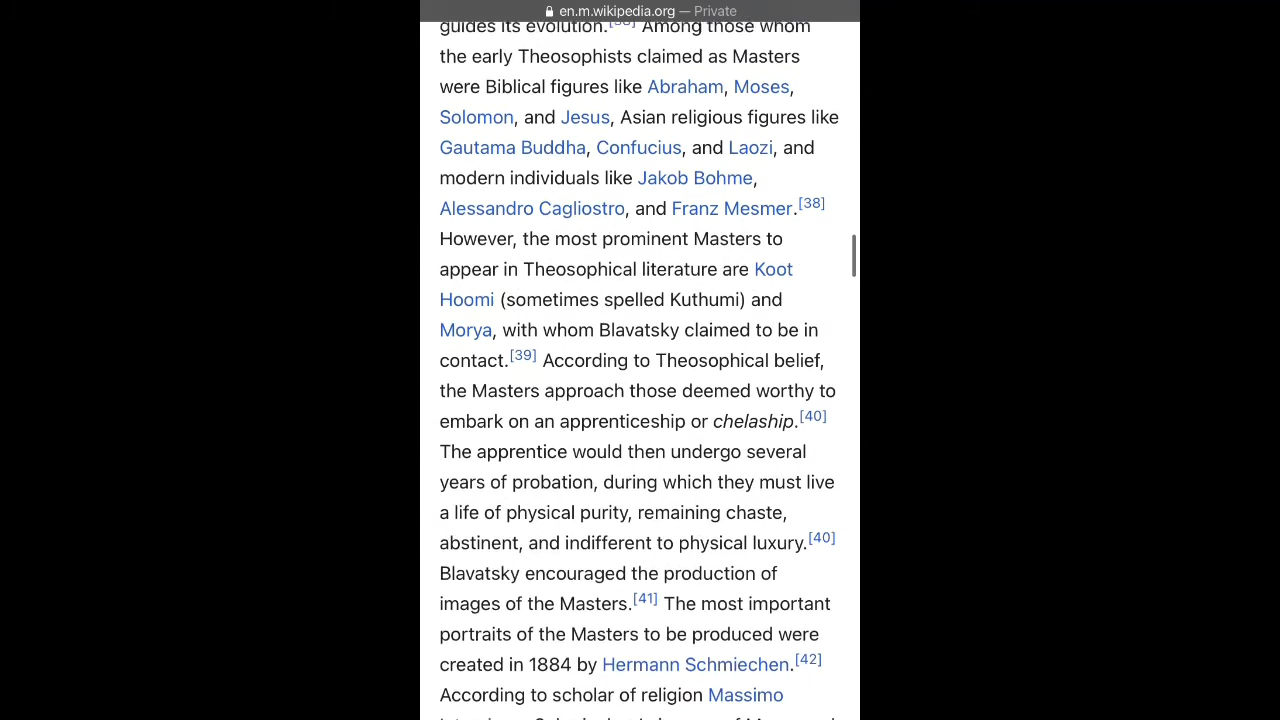 en.m.wikipedia.org — Private
guides its evolution.[38] Among those whom
the early Theosophists claimed as Masters
were Biblical figures like Abraham, Moses,
Solomon, and Jesus, Asian religious figures like
Gautama Buddha, Confucius, and Laozi, and
modern individuals like Jakob Bohme,
Alessandro Cagliostro, and Franz Mesmer.[38]
However, the most prominent Masters to
appear in Theosophical literature are Koot
Hoomi (sometimes spelled Kuthumi) and
Morya, with whom Blavatsky claimed to be in
contact.[39] According to Theosophical belief,
the Masters approach those deemed worthy to
embark on an apprenticeship or chelaship.[40]
The apprentice would then undergo several
years of probation, during which they must live
a life of physical purity, remaining chaste,
abstinent, and indifferent to physical luxury.[40]
Blavatsky encouraged the production of
images of the Masters.[41] The most important
portraits of the Masters to be produced were
created in 1884 by Hermann Schmiechen.[42]
According to scholar of religion Massimo